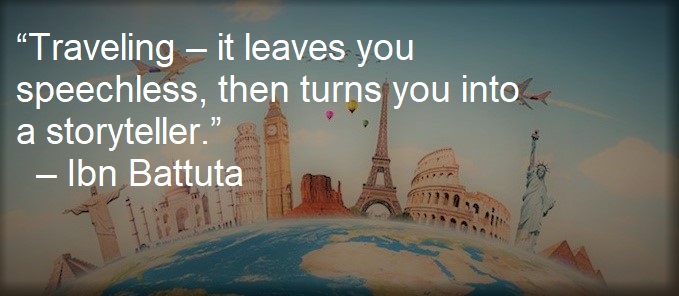 “Traveling – it leaves you
speechless, then turns you into
a storyteller.”
– Ibn Battuta